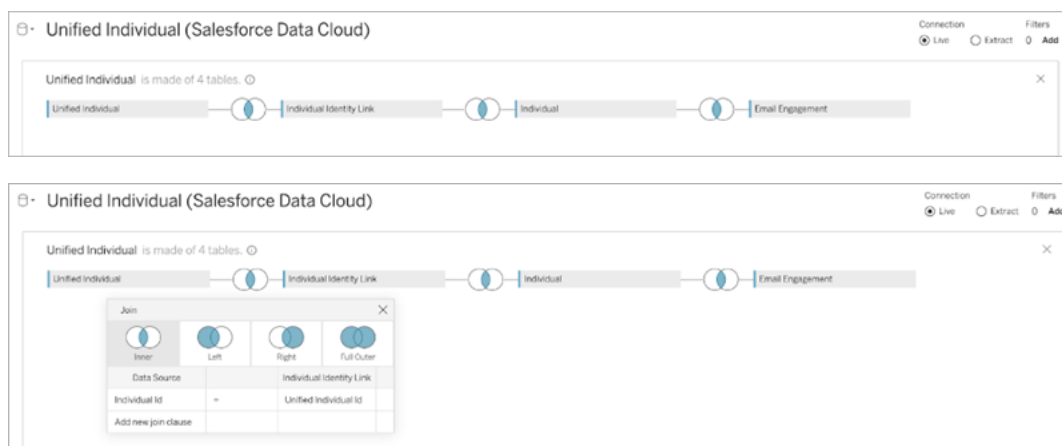 Unified Individual (Salesforce Data Cloud)
Connection
Filters
Live Extract 0 Add
Unified Individual is made of 4 tables.
Unified Individual Individual Identity Link Individual Email Engagement
Unified Individual (Salesforce Data Cloud)
Connection
Filters
Live Extract 0 Add
Unified Individual is made of 4 tables.
Unified Individual Individual Identity Link Individual Email Engagement
Join
Inner Left Right Full Outer
Data Source Individual Identity Link
Individual Id = Unified Individual Id
Add new join clause